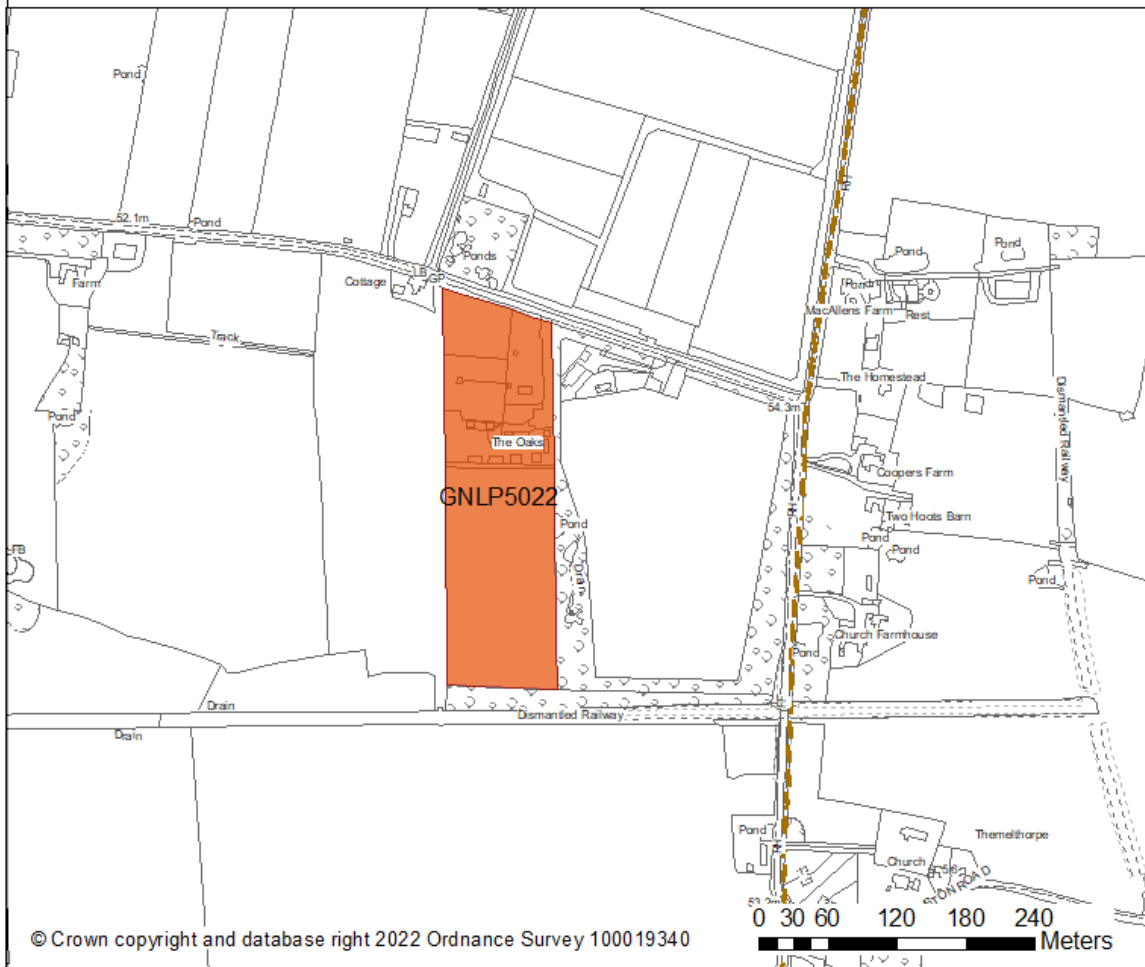 Pond
52.1m
Pond
Farm
Ponds
LB
GP
Cottage
Track
Pond
Pond
Pond
Pond
MacAllens Farm
Rest
The Homestead
54.3m
Dismantled Railway
The Oaks
Coopers Farm
GNLP5022
Two Hoots Barn
Pond
Pond
Pond
FB
Drain
Pond
Church Farmhouse
Pond
Drain
Dismantled Railway
Drain
Pond
Themelthorpe
Church
53.2m
© Crown copyright and database right 2022 Ordnance Survey 100019340
0 30 60 120 180 240
Meters